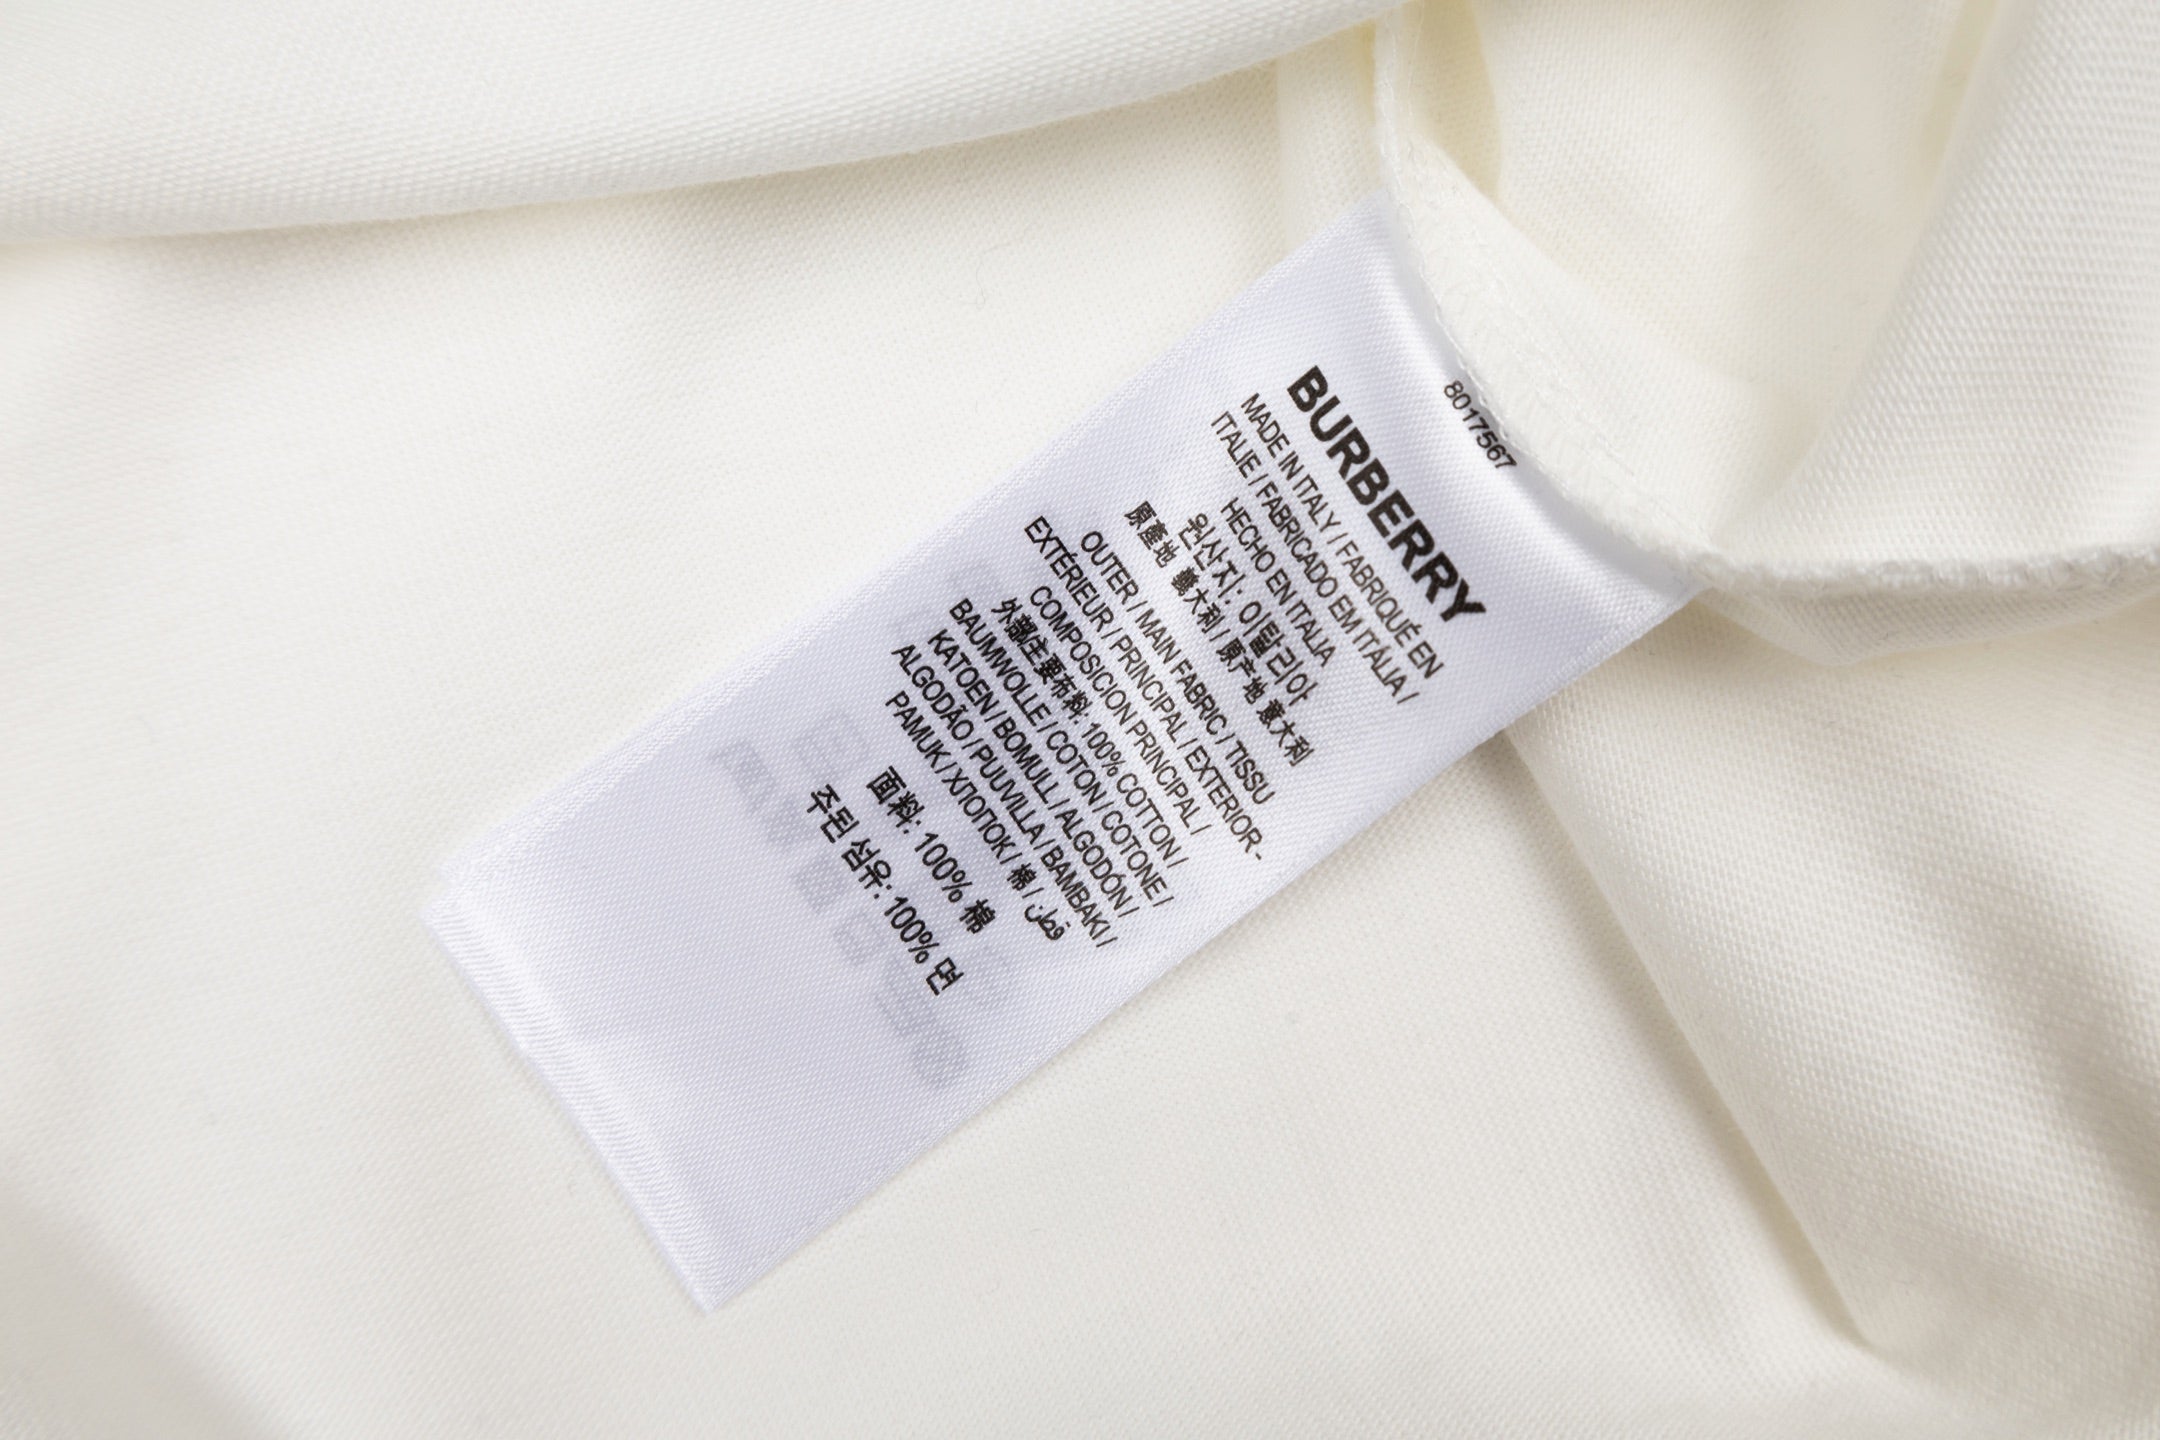 8017567
BURBERRY
MADE IN ITALY / FABRIQUÉ EN
ITALIE / FABRICADO EM ITÁLIA /
HECHO EN ITALIA
원산지: 이탈리아
原產地 義大利 / 原产地 意大利
OUTER / MAIN FABRIC / TISSU
EXTÉRIEUR / PRINCIPAL / EXTERIOR -
COMPOSICION PRINCIPAL /
外部主要布料: 100% COTTON /
BAUMWOLLE / COTON / COTONE /
KATOEN / BOMULL / ALGODÓN /
ALGODÃO / PUUVILLA / BAMBAKI /
PAMUK / ХЛОПОК / 棉 / قطن
面料: 100% 棉
주된 섬유: 100% 면